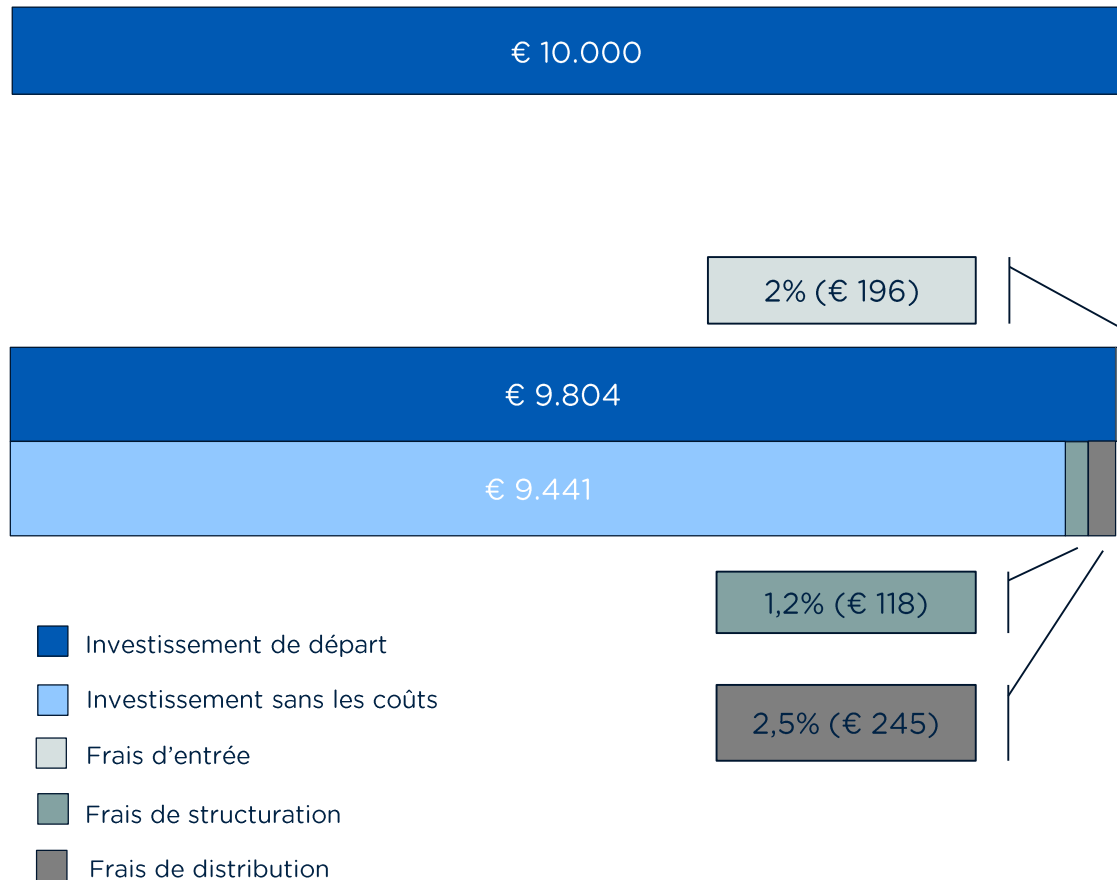 € 10.000
2% (€ 196)
€ 9.804
€ 9.441
1,2% (€ 118)
2,5% (€ 245)
Investissement de départ
Investissement sans les coûts
Frais d'entrée
Frais de structuration
Frais de distribution